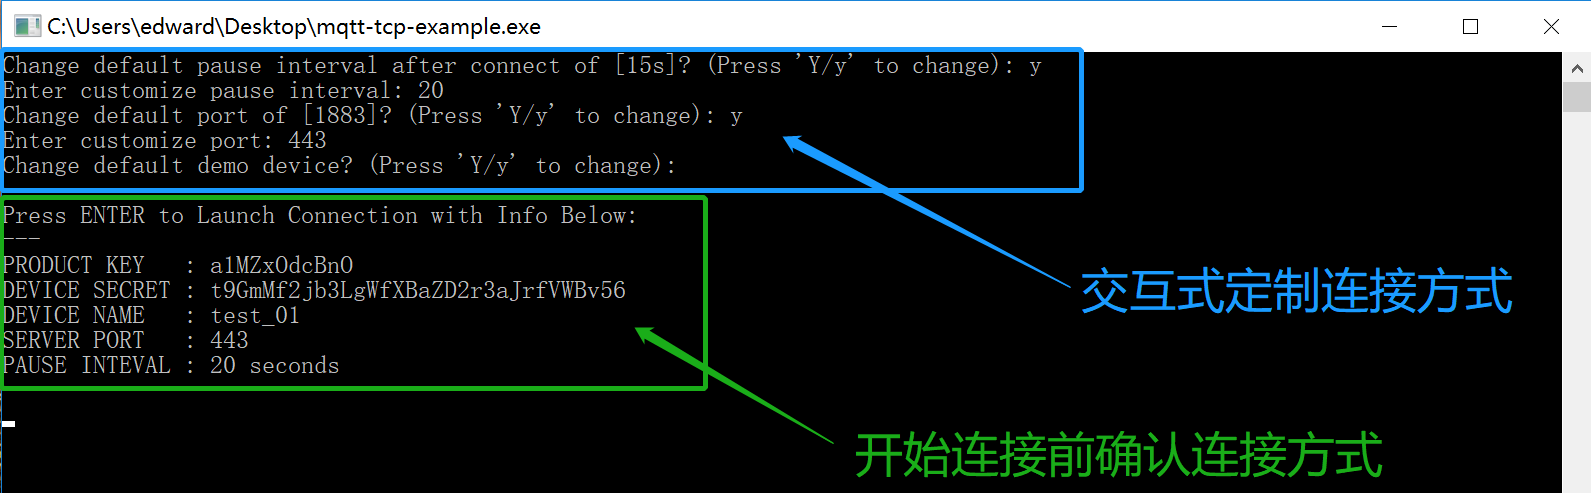 C:\Users\edward\Desktop\mqtt-tcp-example.exe
Change default pause interval after connect of [15s]? (Press 'Y/y' to change): y
Enter customize pause interval: 20
Change default port of [1883]? (Press 'Y/y' to change): y
Enter customize port: 443
Change default demo device? (Press 'Y/y' to change):
Press ENTER to Launch Connection with Info Below:
---
PRODUCT KEY   : a1MZxOdcBnO
DEVICE SECRET : t9GmMf2jb3LgWfXBaZD2r3aJrfVWBv56
DEVICE NAME   : test_01
SERVER PORT   : 443
PAUSE INTEVAL : 20 seconds
交互式定制连接方式
开始连接前确认连接方式